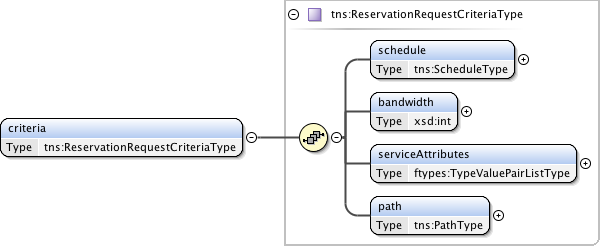 tns:ReservationRequestCriteriaType
schedule
Type tns:ScheduleType
bandwidth
Type xsd:int
criteria
Type tns:ReservationRequestCriteriaType
serviceAttributes
Type ftypes:TypeValuePairListType
path
Type tns:PathType